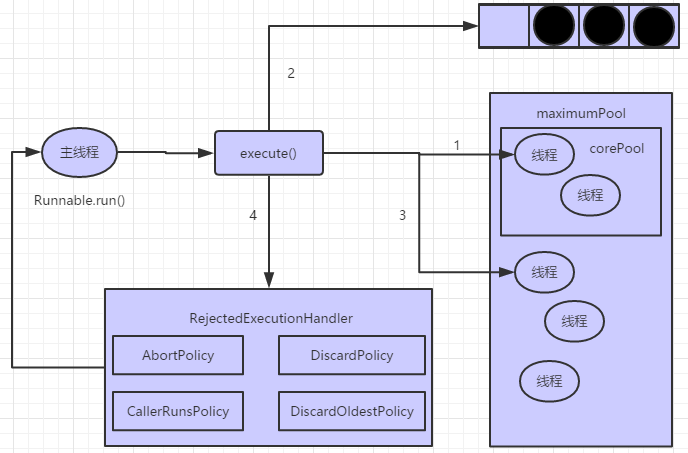 2
maximumPool
corePool
线程
线程
1
主线程
execute()
Runnable.run()
4
3
线程
线程
线程
RejectedExecutionHandler
AbortPolicy
DiscardPolicy
CallerRunsPolicy
DiscardOldestPolicy